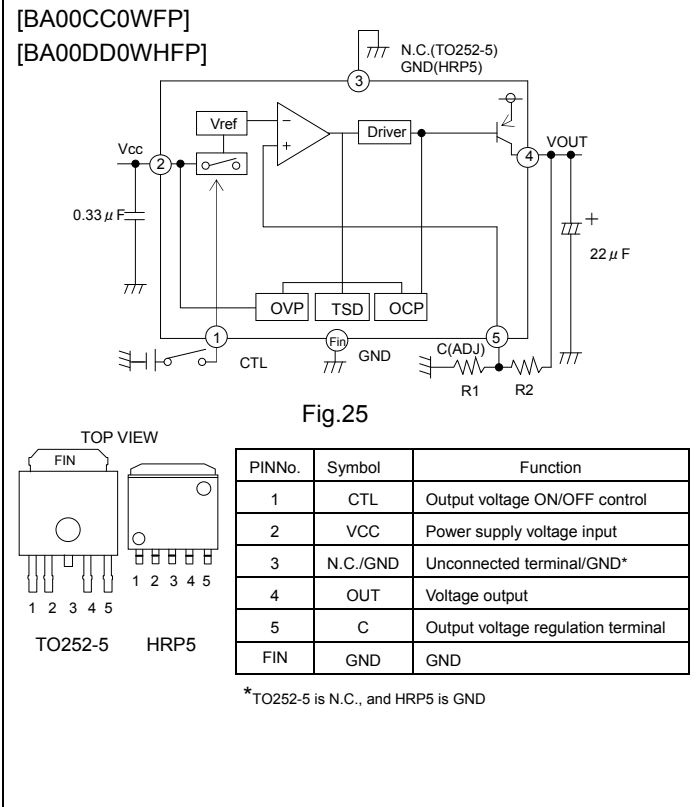 [BA00CC0WFP]
[BA00DD0WHFP]
N.C.(TO252-5)
GND(HRP5)
3
Vref
−
+
Driver
Vcc
2
4
VOUT
0.33 μ F
+
22 μ F
OVP
TSD
OCP
1
Fin
5
CTL
GND
C(ADJ)
R1
R2
Fig.25
TOP VIEW
FIN
1 2 3 4 5
1 2 3 4 5
TO252-5
HRP5
PINNo. Symbol Function
1 CTL Output voltage ON/OFF control
2 VCC Power supply voltage input
3 N.C./GND Unconnected terminal/GND*
4 OUT Voltage output
5 C Output voltage regulation terminal
FIN GND GND
*TO252-5 is N.C., and HRP5 is GND